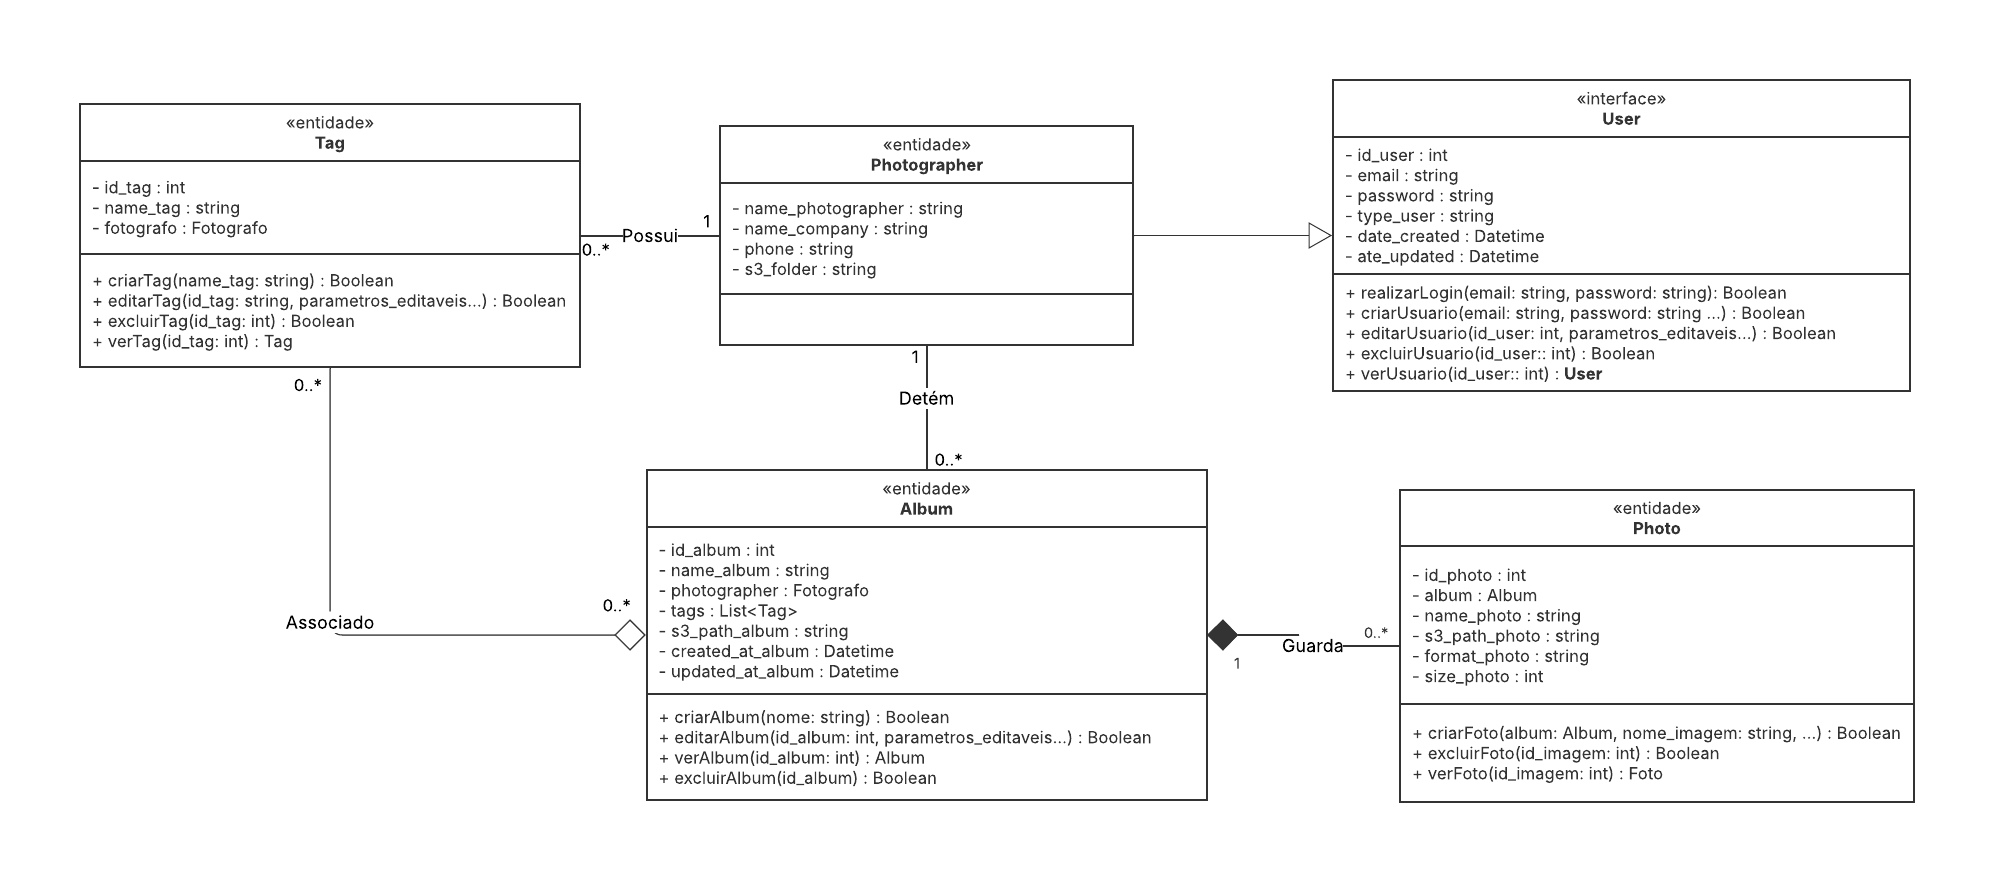 «entidade»
Tag
- id_tag : int
- name_tag : string
- fotografo : Fotografo
+ criarTag(name_tag: string) : Boolean
+ editarTag(id_tag: string, parametros_editaveis...) : Boolean
+ excluirTag(id_tag: int) : Boolean
+ verTag(id_tag: int) : Tag
0..*
Possui
1
«entidade»
Photographer
- name_photographer : string
- name_company : string
- phone : string
- s3_folder : string
«interface»
User
- id_user : int
- email : string
- password : string
- type_user : string
- date_created : Datetime
- ate_updated : Datetime
+ realizarLogin(email: string, password: string): Boolean
+ criarUsuario(email: string, password: string ...) : Boolean
+ editarUsuario(id_user: int, parametros_editaveis...) : Boolean
+ excluirUsuario(id_user:: int) : Boolean
+ verUsuario(id_user:: int) : User
1
Detém
0..*
0..*
Associado
0..*
«entidade»
Album
- id_album : int
- name_album : string
- photographer : Fotografo
- tags : List<Tag>
- s3_path_album : string
- created_at_album : Datetime
- updated_at_album : Datetime
+ criarAlbum(nome: string) : Boolean
+ editarAlbum(id_album: int, parametros_editaveis...) : Boolean
+ verAlbum(id_album: int) : Album
+ excluirAlbum(id_album) : Boolean
1
Guarda
0..*
«entidade»
Photo
- id_photo : int
- album : Album
- name_photo : string
- s3_path_photo : string
- format_photo : string
- size_photo : int
+ criarFoto(album: Album, nome_imagem: string, ...) : Boolean
+ excluirFoto(id_imagem: int) : Boolean
+ verFoto(id_imagem: int) : Foto